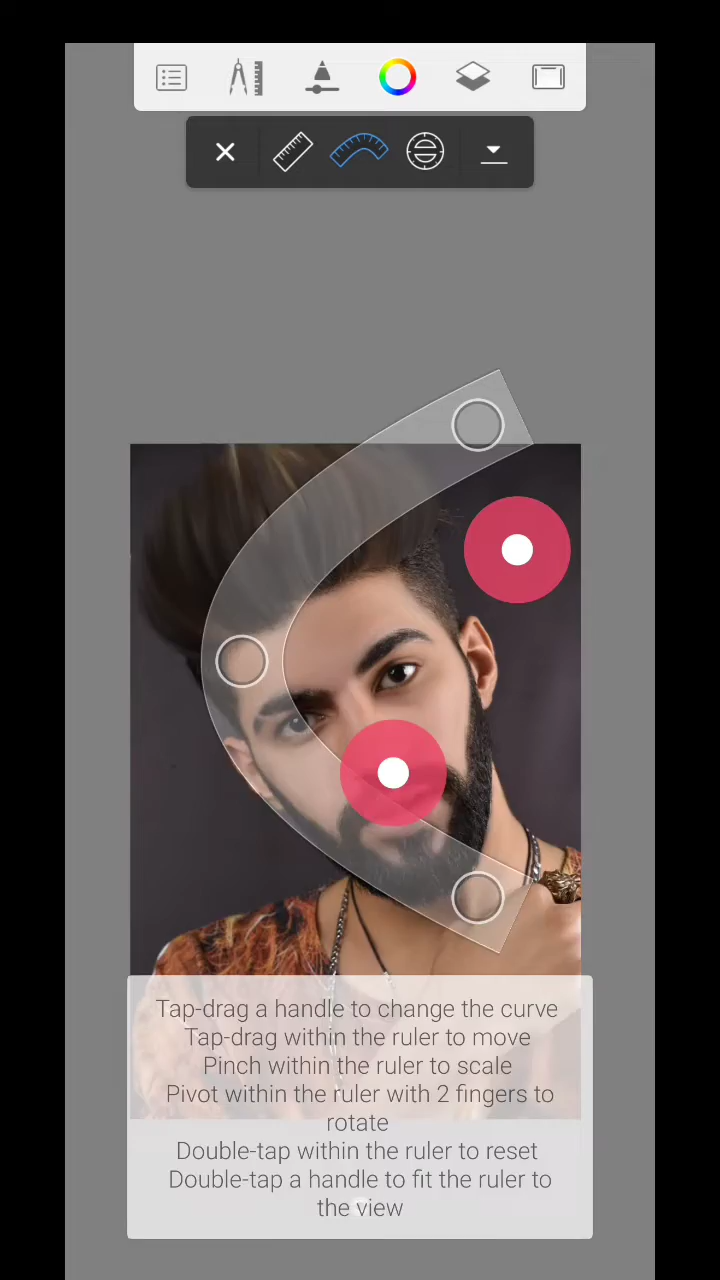 Tap-drag a handle to change the curve
Tap-drag within the ruler to move
Pinch within the ruler to scale
Pivot within the ruler with 2 fingers to
rotate
Double-tap within the ruler to reset
Double-tap a handle to fit the ruler to
the view